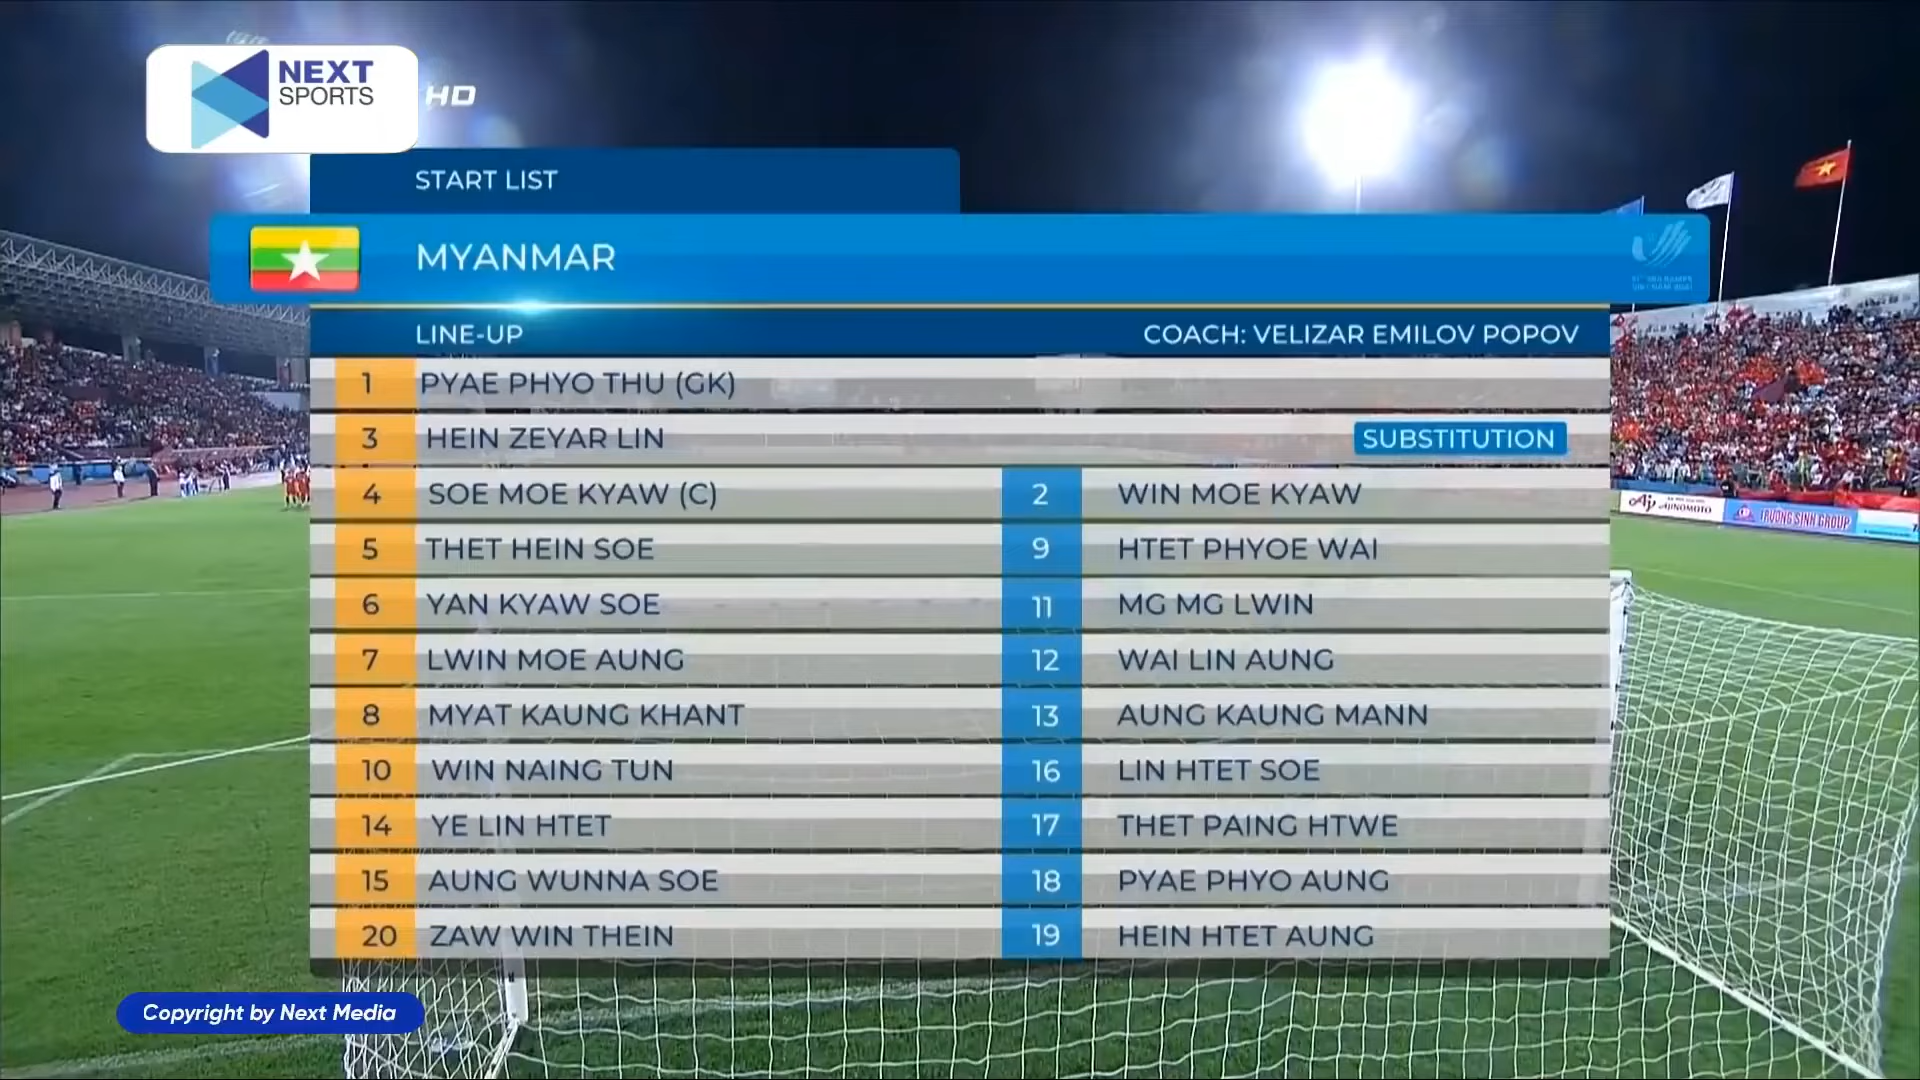 NEXT
SPORTS
HD
START LIST
MYANMAR
LINE-UP
COACH: VELIZAR EMILOV POPOV
1 PYAE PHYO THU (GK)
3 HEIN ZEYAR LIN
SUBSTITUTION
4 SOE MOE KYAW (C)
2 WIN MOE KYAW
5 THET HEIN SOE
9 HTET PHYOE WAI
6 YAN KYAW SOE
11 MG MG LWIN
7 LWIN MOE AUNG
12 WAI LIN AUNG
8 MYAT KAUNG KHANT
13 AUNG KAUNG MANN
10 WIN NAING TUN
16 LIN HTET SOE
14 YE LIN HTET
17 THET PAING HTWE
15 AUNG WUNNA SOE
18 PYAE PHYO AUNG
20 ZAW WIN THEIN
19 HEIN HTET AUNG
AJINOMOTO
TRUONG SINH GROUP
Copyright by Next Media